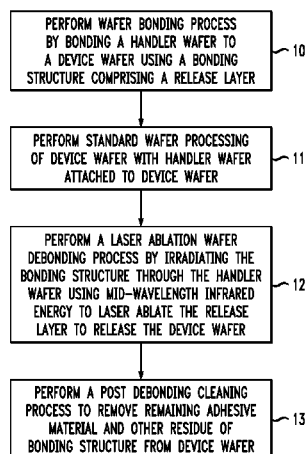 PERFORM WAFER BONDING PROCESS
BY BONDING A HANDLER WAFER TO
A DEVICE WAFER USING A BONDING
STRUCTURE COMPRISING A RELEASE LAYER
10
PERFORM STANDARD WAFER PROCESSING
OF DEVICE WAFER WITH HANDLER WAFER
ATTACHED TO DEVICE WAFER
11
PERFORM A LASER ABLATION WAFER
DEBONDING PROCESS BY IRRADIATING THE
BONDING STRUCTURE THROUGH THE HANDLER
WAFER USING MID-WAVELENGTH INFRARED
ENERGY TO LASER ABLATE THE RELEASE
LAYER TO RELEASE THE DEVICE WAFER
12
PERFORM A POST DEBONDING CLEANING
PROCESS TO REMOVE REMAINING ADHESIVE
MATERIAL AND OTHER RESIDUE OF
BONDING STRUCTURE FROM DEVICE WAFER
13